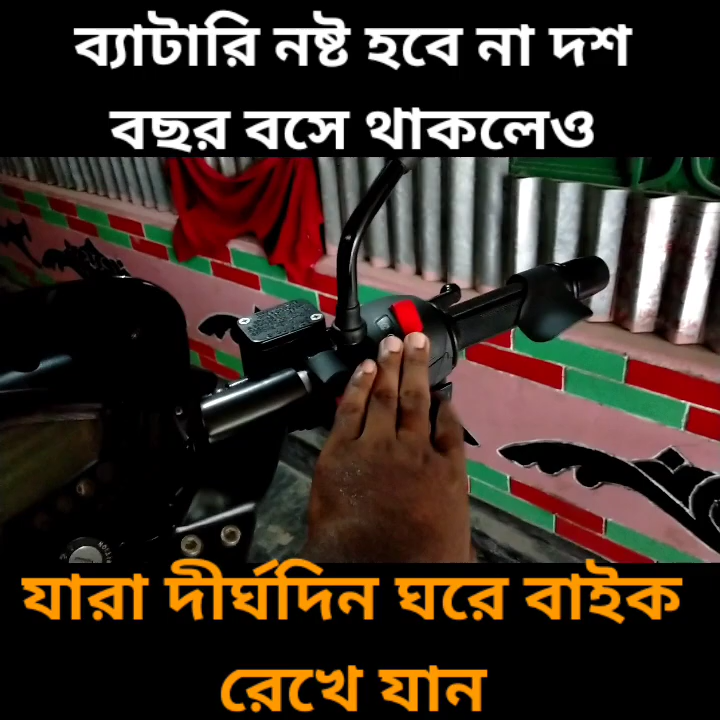 ব্যাটারি নষ্ট হবে না দশ
বছর বসে থাকলেও
যারা দীর্ঘদিন ঘরে বাইক
রেখে যান